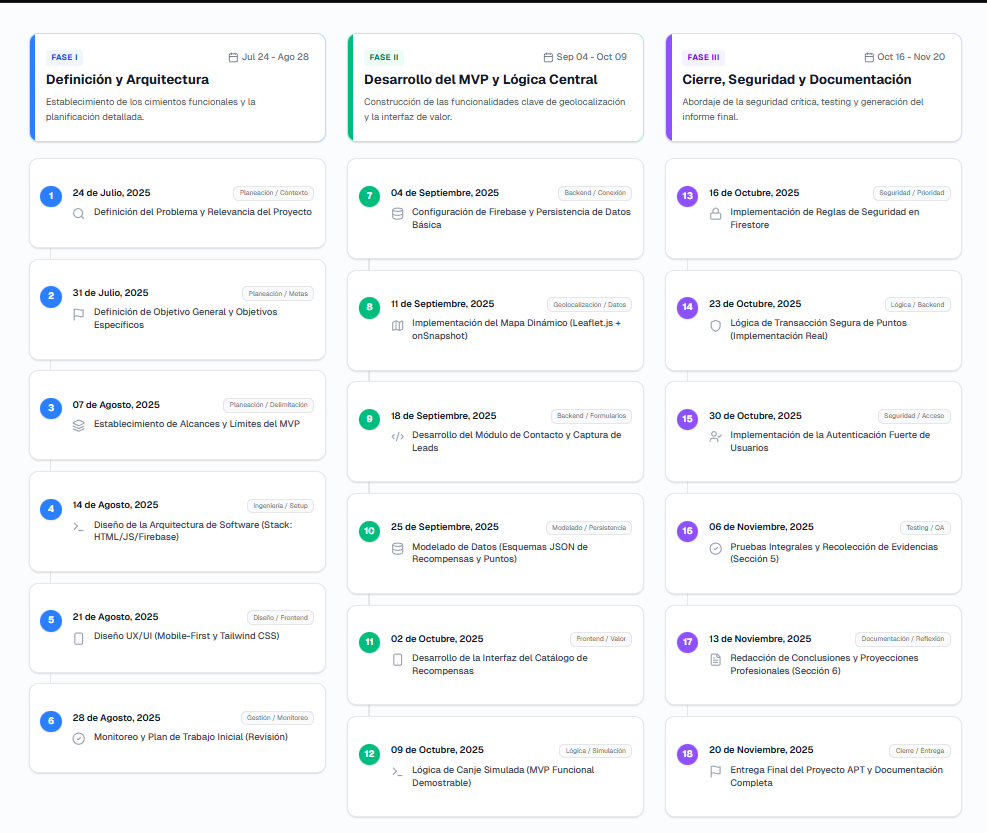 FASE I
Jul 24 - Ago 28
Definición y Arquitectura
Establecimiento de los cimientos funcionales y la
planificación detallada.
1
24 de Julio, 2025
Planeación / Contexto
Definición del Problema y Relevancia del Proyecto
2
31 de Julio, 2025
Planeación / Metas
Definición de Objetivo General y Objetivos
Específicos
3
07 de Agosto, 2025
Planeación / Delimitación
Establecimiento de Alcances y Límites del MVP
4
14 de Agosto, 2025
Ingeniería / Setup
Diseño de la Arquitectura de Software (Stack:
HTML/JS/Firebase)
5
21 de Agosto, 2025
Diseño / Frontend
Diseño UX/UI (Mobile-First y Tailwind CSS)
6
28 de Agosto, 2025
Gestión / Monitoreo
Monitoreo y Plan de Trabajo Inicial (Revisión)
FASE II
Sep 04 - Oct 09
Desarrollo del MVP y Lógica Central
Construcción de las funcionalidades clave de geolocalización
y la interfaz de valor.
7
04 de Septiembre, 2025
Backend / Conexión
Configuración de Firebase y Persistencia de Datos
Básica
8
11 de Septiembre, 2025
Geolocalización / Datos
Implementación del Mapa Dinámico (Leaflet.js +
onSnapshot)
9
18 de Septiembre, 2025
Backend / Formularios
Desarrollo del Módulo de Contacto y Captura de
Leads
10
25 de Septiembre, 2025
Modelado / Persistencia
Modelado de Datos (Esquemas JSON de
Recompensas y Puntos)
11
02 de Octubre, 2025
Frontend / Valor
Desarrollo de la Interfaz del Catálogo de
Recompensas
12
09 de Octubre, 2025
Lógica / Simulación
Lógica de Canje Simulada (MVP Funcional
Demostrable)
FASE III
Oct 16 - Nov 20
Cierre, Seguridad y Documentación
Abordaje de la seguridad crítica, testing y generación del
informe final.
13
16 de Octubre, 2025
Seguridad / Prioridad
Implementación de Reglas de Seguridad en
Firestore
14
23 de Octubre, 2025
Lógica / Backend
Lógica de Transacción Segura de Puntos
(Implementación Real)
15
30 de Octubre, 2025
Seguridad / Acceso
Implementación de la Autenticación Fuerte de
Usuarios
16
06 de Noviembre, 2025
Testing / QA
Pruebas Integrales y Recolección de Evidencias
(Sección 5)
17
13 de Noviembre, 2025
Documentación / Reflexión
Redacción de Conclusiones y Proyecciones
Profesionales (Sección 6)
18
20 de Noviembre, 2025
Cierre / Entrega
Entrega Final del Proyecto APT y Documentación
Completa